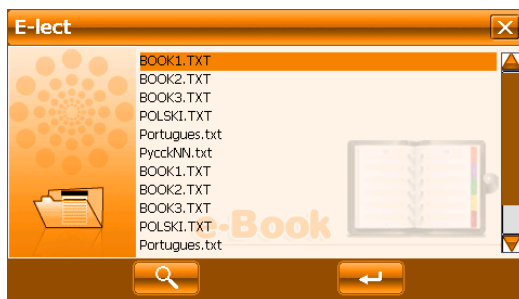 E-lect
BOOK1.TXT
BOOK2.TXT
BOOK3.TXT
POLSKI.TXT
Portugues.txt
PycckNN.txt
BOOK1.TXT
BOOK2.TXT
BOOK3.TXT
POLSKI.TXT
Portugues.txt
e-Book